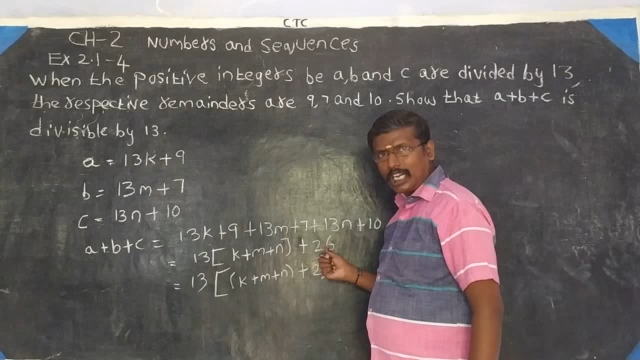 CTC
CH-2 Numbers and Sequences
Ex 2.1-4
When the positive integers be a,b and c are divided by 13
the respective remainders are 9,7 and 10. Show that a+b+c is
divisible by 13.
a = 13k+9
b = 13m+7
c = 13n+10
a+b+c = 13k+9+13m+7+13n+10
= 13[k+m+n]+26
= 13[(k+m+n)+2